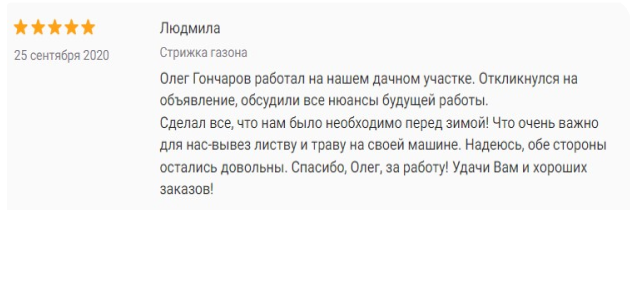 Людмила
25 сентября 2020
Стрижка газона
Олег Гончаров работал на нашем дачном участке. Откликнулся на
объявление, обсудили все нюансы будущей работы.
Сделал все, что нам было необходимо перед зимой! Что очень важно
для нас-вывез листву и траву на своей машине. Надеюсь, обе стороны
остались довольны. Спасибо, Олег, за работу! Удачи Вам и хороших
заказов!